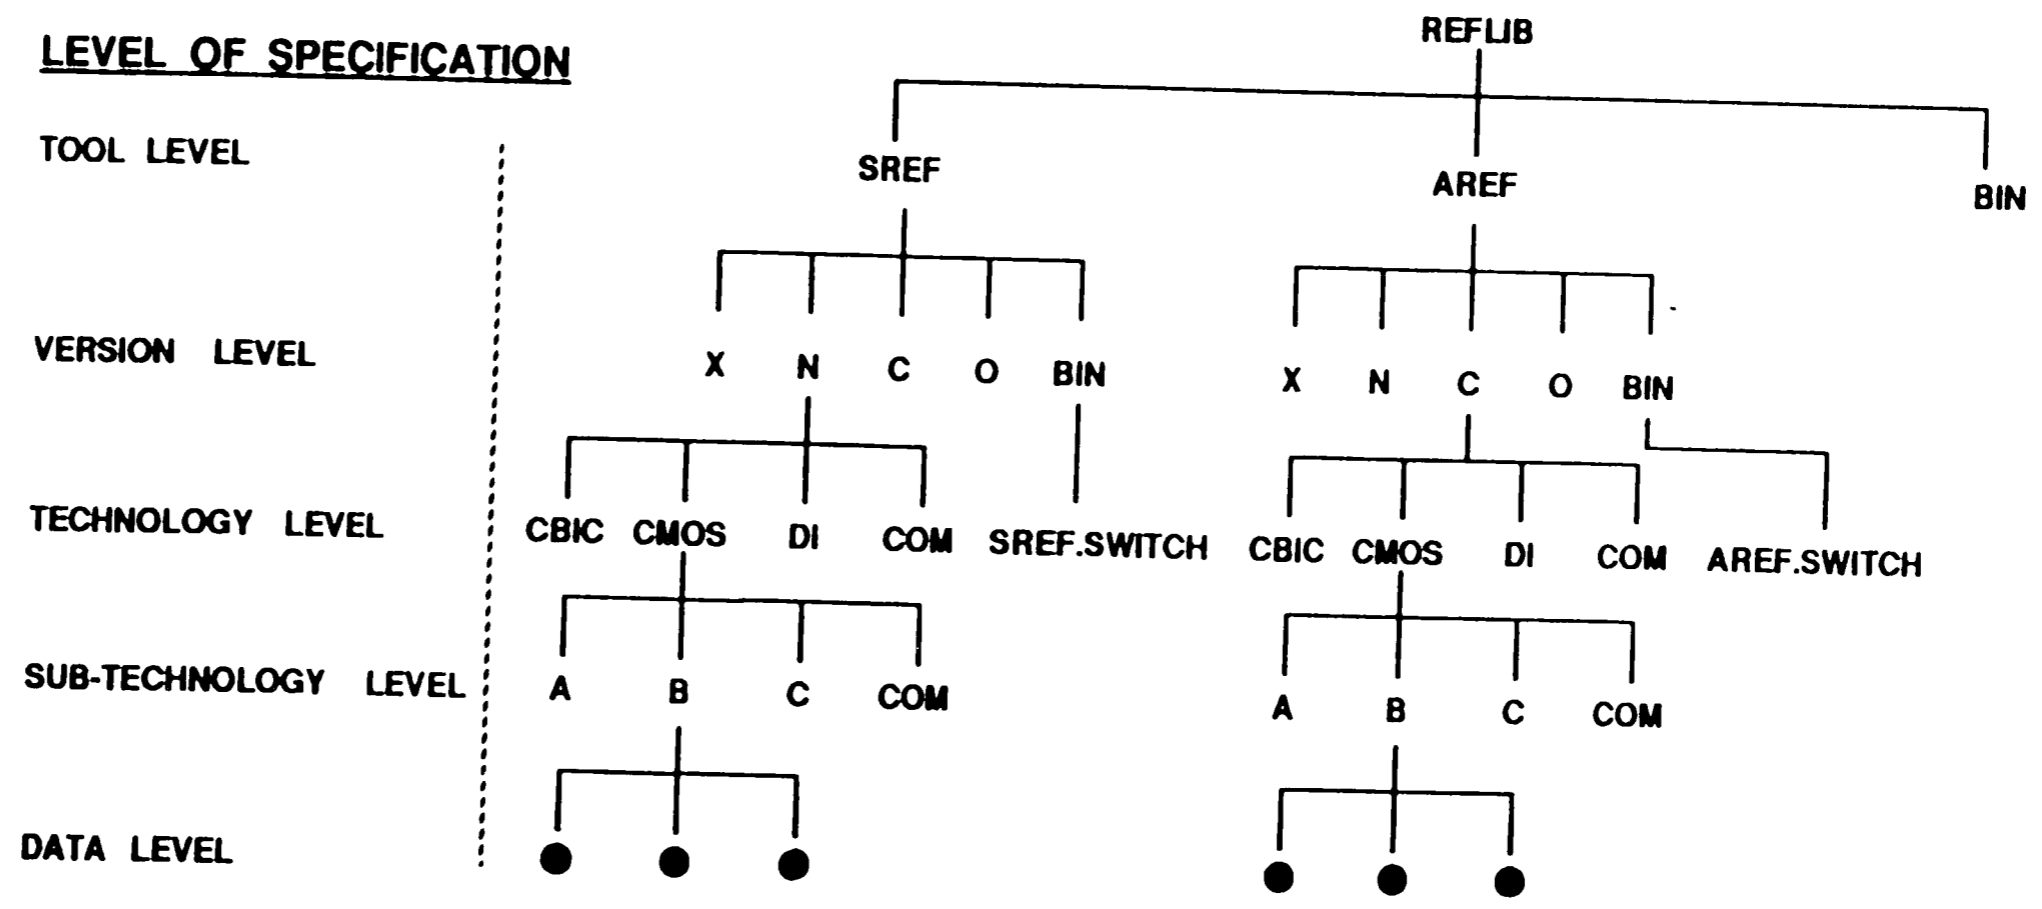 REFLIB
LEVEL OF SPECIFICATION
TOOL LEVEL
SREF AREF BIN
VERSION LEVEL
X N C O BIN X N C O BIN
TECHNOLOGY LEVEL
CBIC CMOS DI COM SREF.SWITCH CBIC CMOS DI COM AREF.SWITCH
SUB-TECHNOLOGY LEVEL
A B C COM A B C COM
DATA LEVEL